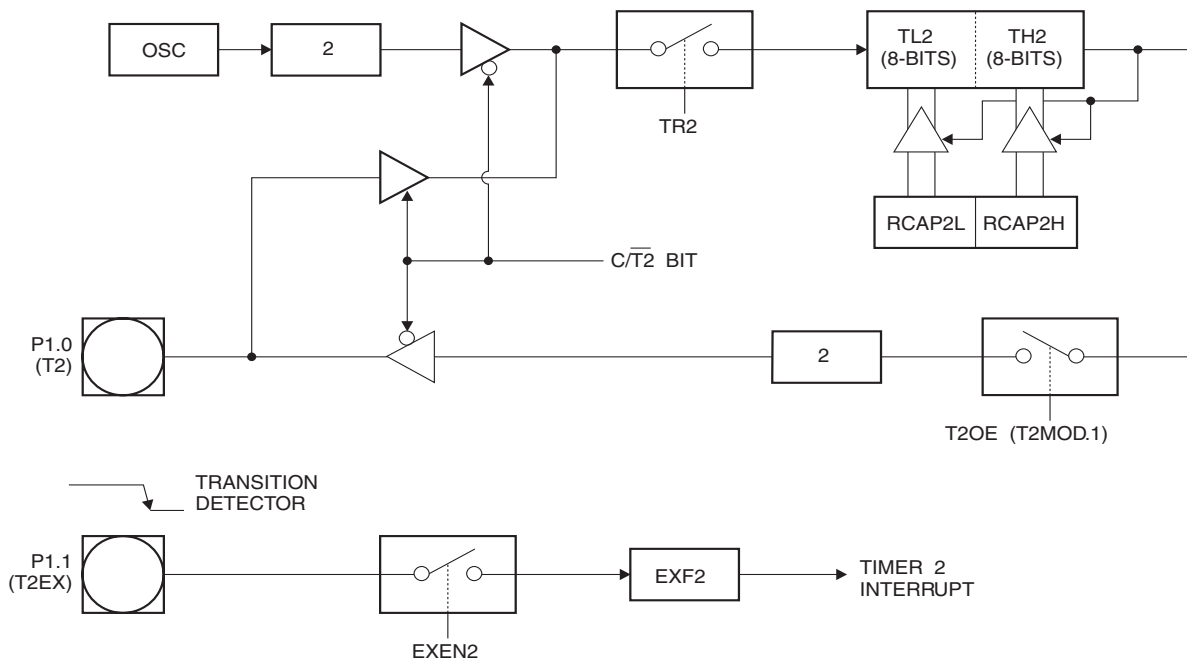 OSC
2
TR2
TL2
(8-BITS)
TH2
(8-BITS)
RCAP2L
RCAP2H
C/T̅2̅ BIT
P1.0
(T2)
2
T2OE (T2MOD.1)
TRANSITION
DETECTOR
P1.1
(T2EX)
EXEN2
EXF2
TIMER 2
INTERRUPT